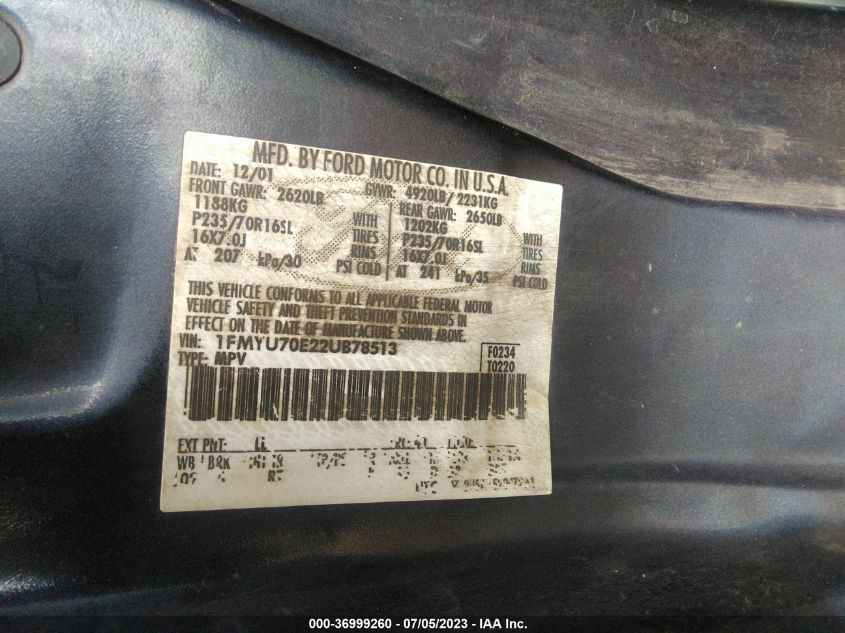 MFD. BY FORD MOTOR CO. IN U.S.A.
DATE: 12/01 GVWR: 4920LB/ 2231KG
FRONT GAWR: 2620LB REAR GAWR: 2650LB
1188KG WITH 1202KG WITH
P235/70R16SL TIRES P235/70R16SL TIRES
16X7.0J RIMS 16X7.0J RIMS
AT 207 kPa/30 PSI COLD AT 241 kPa/35 PSI COLD
THIS VEHICLE CONFORMS TO ALL APPLICABLE FEDERAL MOTOR
VEHICLE SAFETY AND THEFT PREVENTION STANDARDS IN
EFFECT ON THE DATE OF MANUFACTURE SHOWN ABOVE.
VIN: 1FMYU70E22UB78513 F0234
TYPE: MPV T0220
EXT PNT:
WB BRK
000-36999260 - 07/05/2023 - IAA Inc.